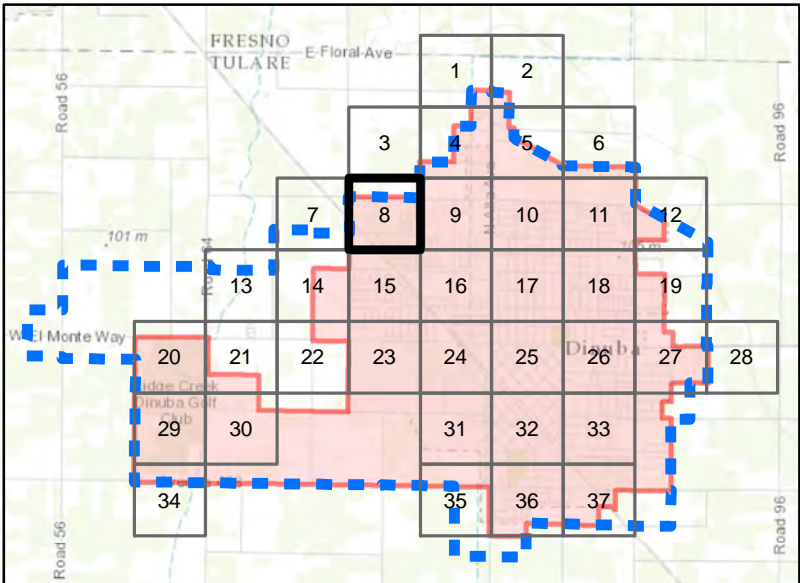 FRESNO
TULARE
E Floral Ave
Road 56
Road 96
1 2
3 4 5 6
7 8 9 10 11 12
101 m
13 14 15 16 17 18 19
W El Monte Way
Dinuba
20 21 22 23 24 25 26 27 28
Ridge Creek
Dinuba Golf
Club
29 30 31 32 33
34 35 36 37
Road 56
Road 96